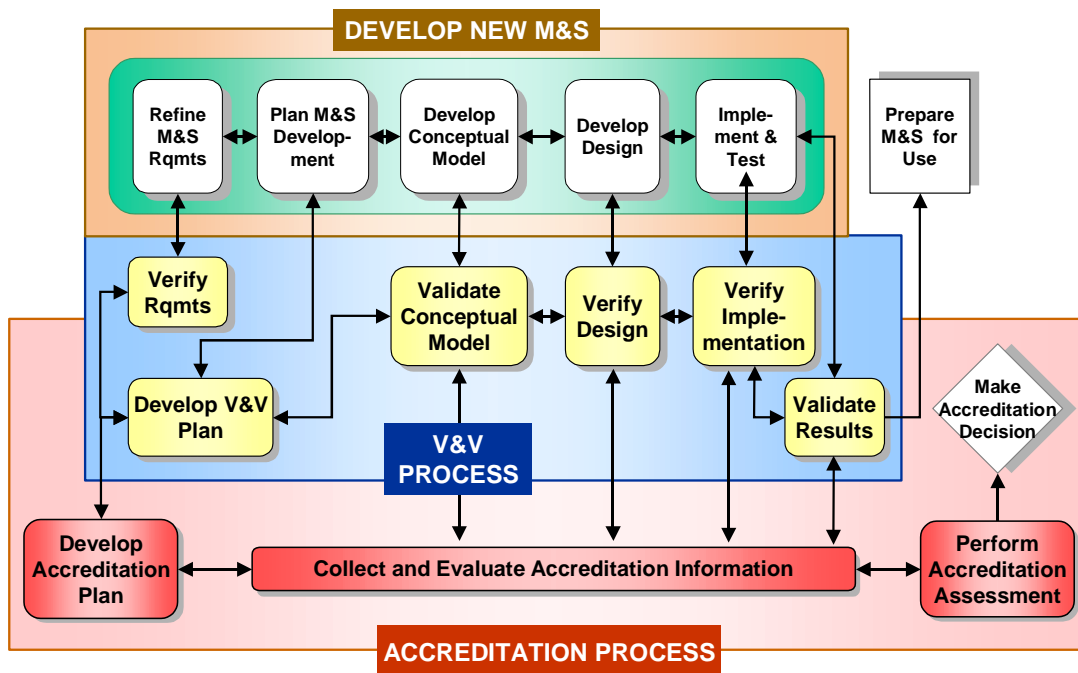 DEVELOP NEW M&S
Refine
M&S
Rqmts
Plan M&S
Develop-
ment
Develop
Conceptual
Model
Develop
Design
Imple-
ment &
Test
Prepare
M&S for
Use
Verify
Rqmts
Validate
Conceptual
Model
Verify
Design
Verify
Imple-
mentation
Develop V&V
Plan
Validate
Results
Make
Accreditation
Decision
V&V
PROCESS
Develop
Accreditation
Plan
Collect and Evaluate Accreditation Information
Perform
Accreditation
Assessment
ACCREDITATION PROCESS